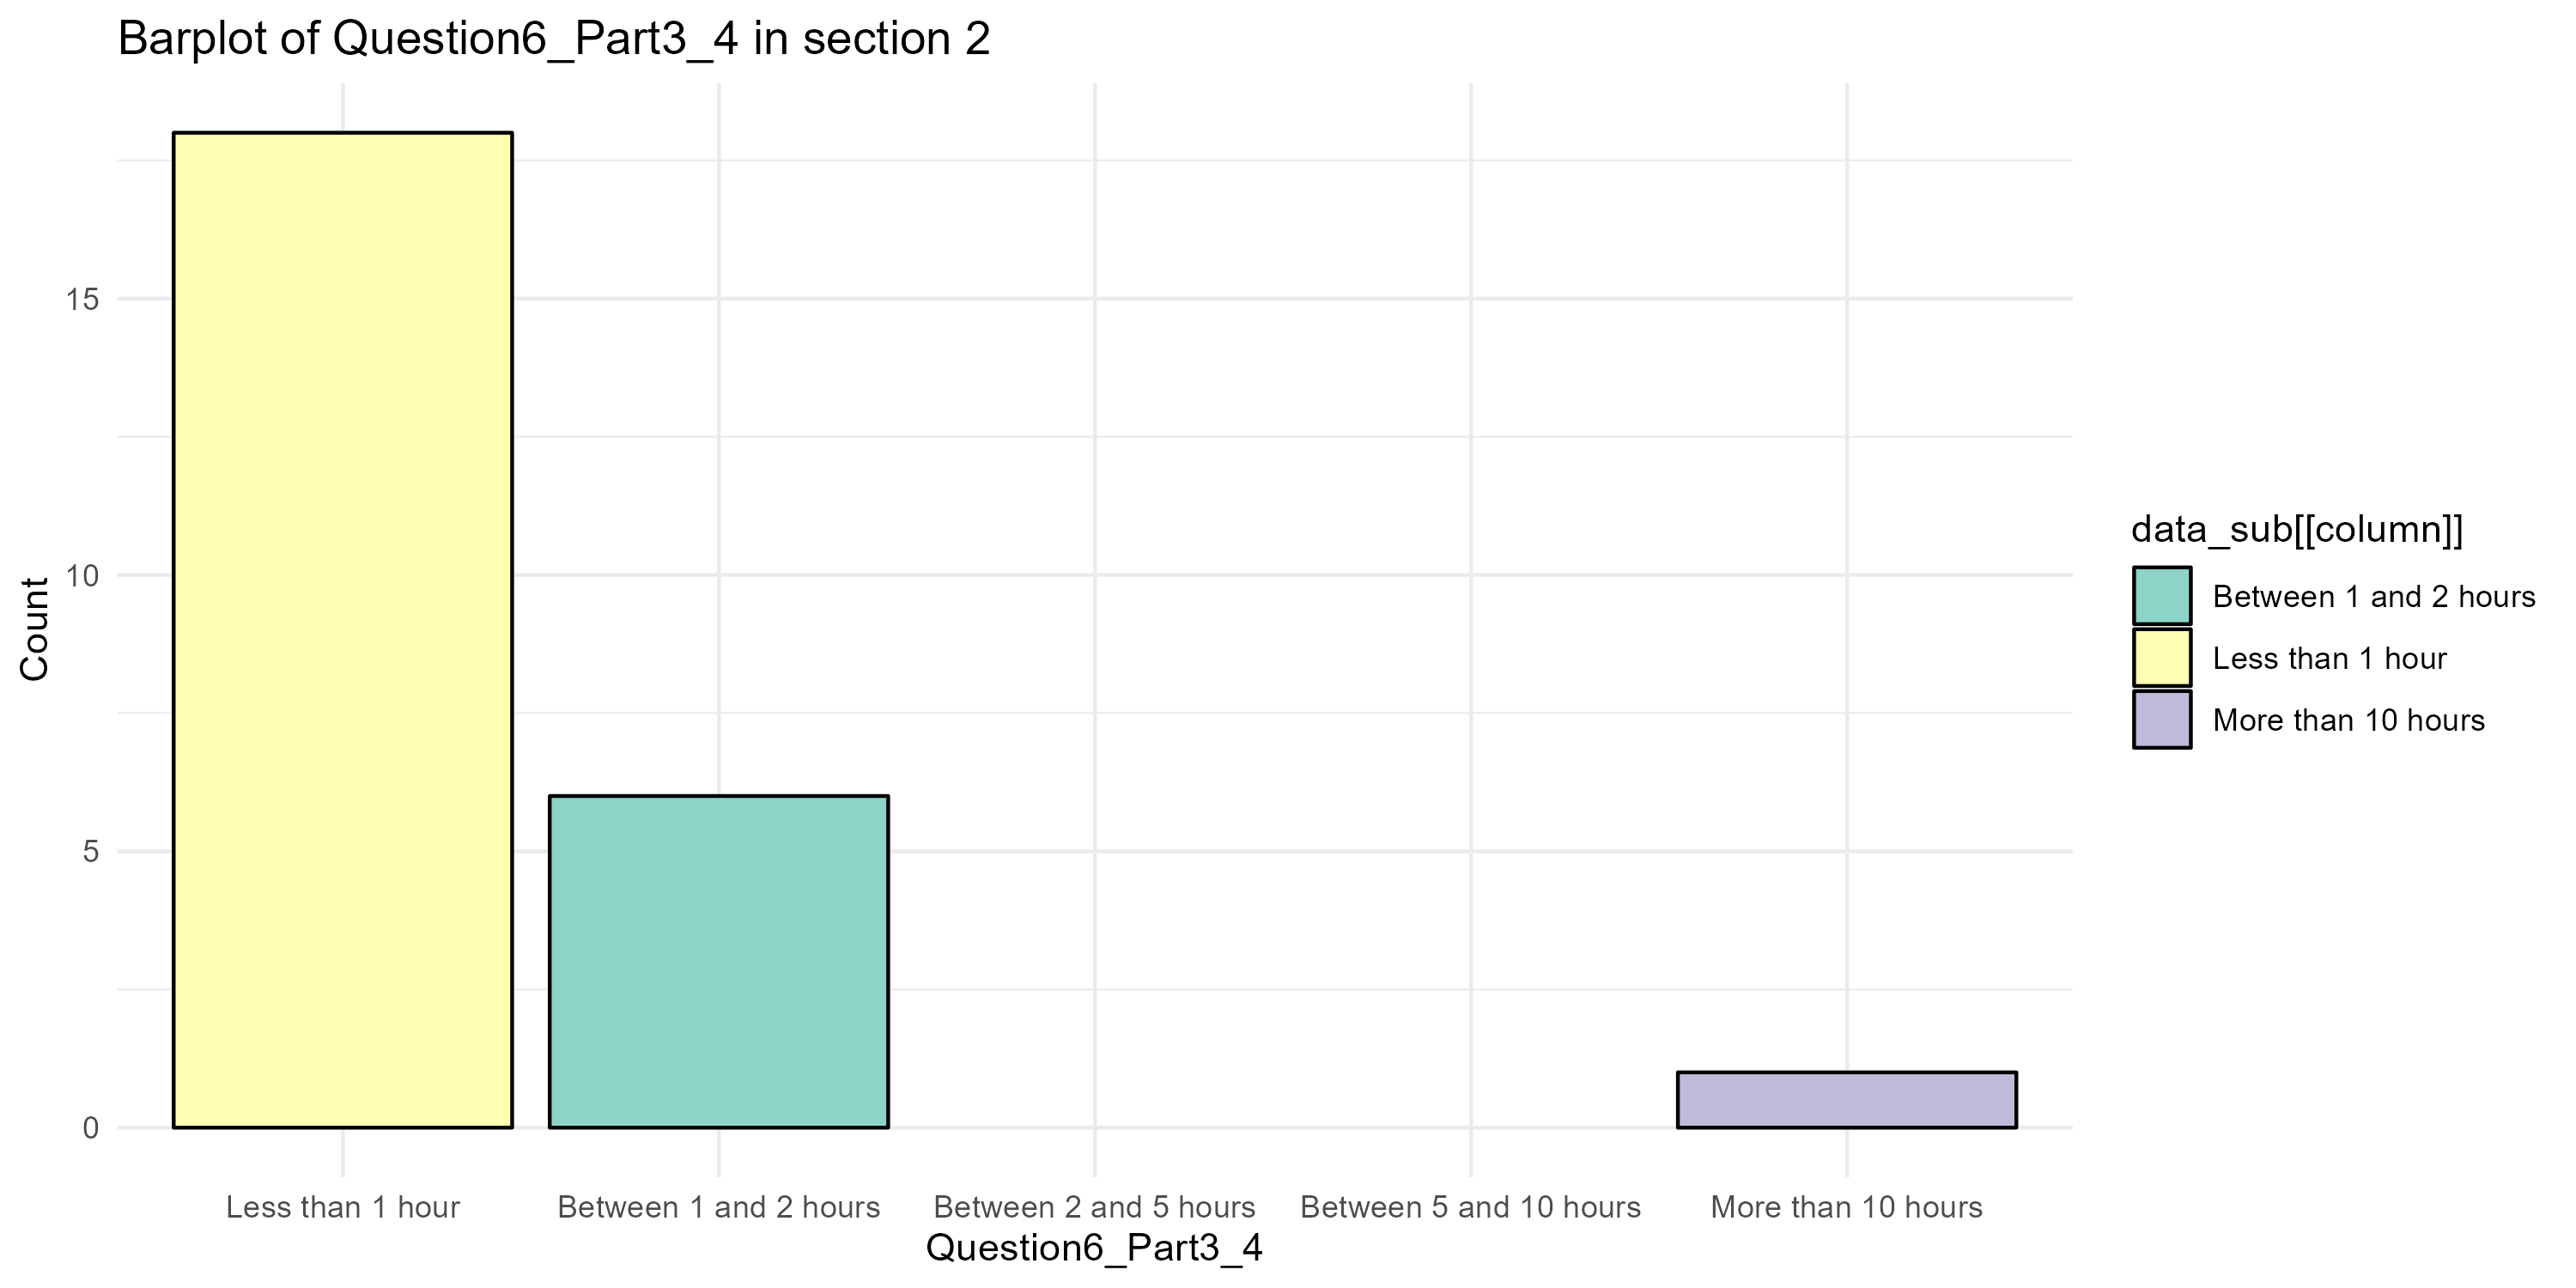 Barplot of Question6_Part3_4 in section 2
Count
15
10
5
0
Less than 1 hour
Between 1 and 2 hours
Between 2 and 5 hours
Between 5 and 10 hours
More than 10 hours
Question6_Part3_4
data_sub[[column]]
Between 1 and 2 hours
Less than 1 hour
More than 10 hours